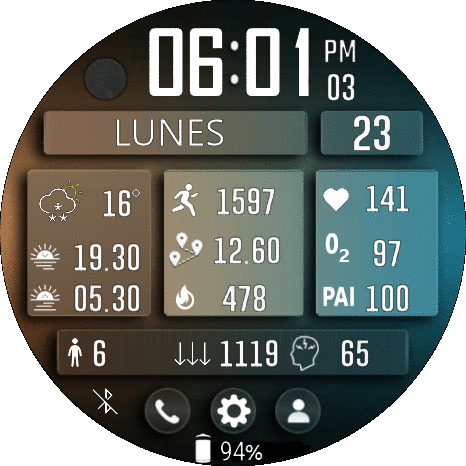 06:01 PM
03
LUNES 23
16° 1597 141
19.30 12.60 O₂ 97
05.30 478 PAI 100
6 1119 65
94%